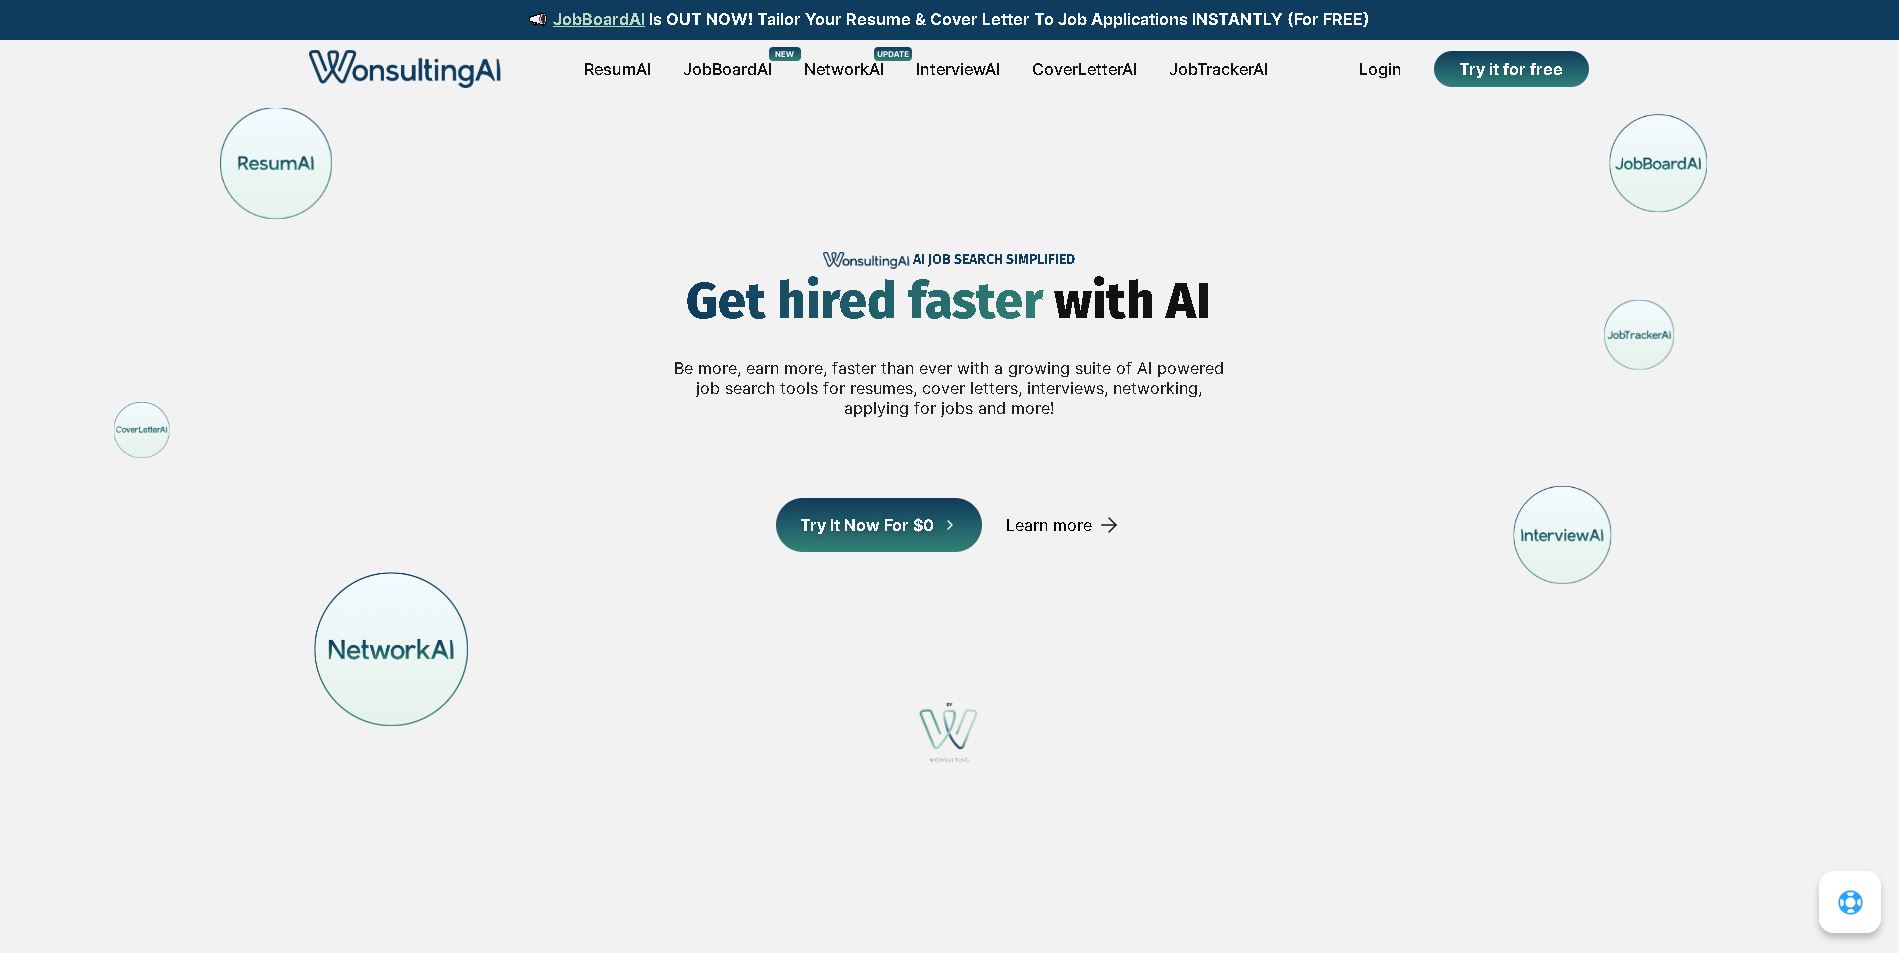 JobBoardAI Is OUT NOW! Tailor Your Resume & Cover Letter To Job Applications INSTANTLY (For FREE)
WonsultingAI
ResumAI
JobBoardAI
NEW
NetworkAI
UPDATE
InterviewAI
CoverLetterAI
JobTrackerAI
Login
Try it for free
ResumAI
JobBoardAI
WonsultingAI AI JOB SEARCH SIMPLIFIED
Get hired faster with AI
JobTrackerAI
Be more, earn more, faster than ever with a growing suite of AI powered
job search tools for resumes, cover letters, interviews, networking,
applying for jobs and more!
CoverLetterAI
Try It Now For $0
Learn more
InterviewAI
NetworkAI
BY
W
WONSULTING